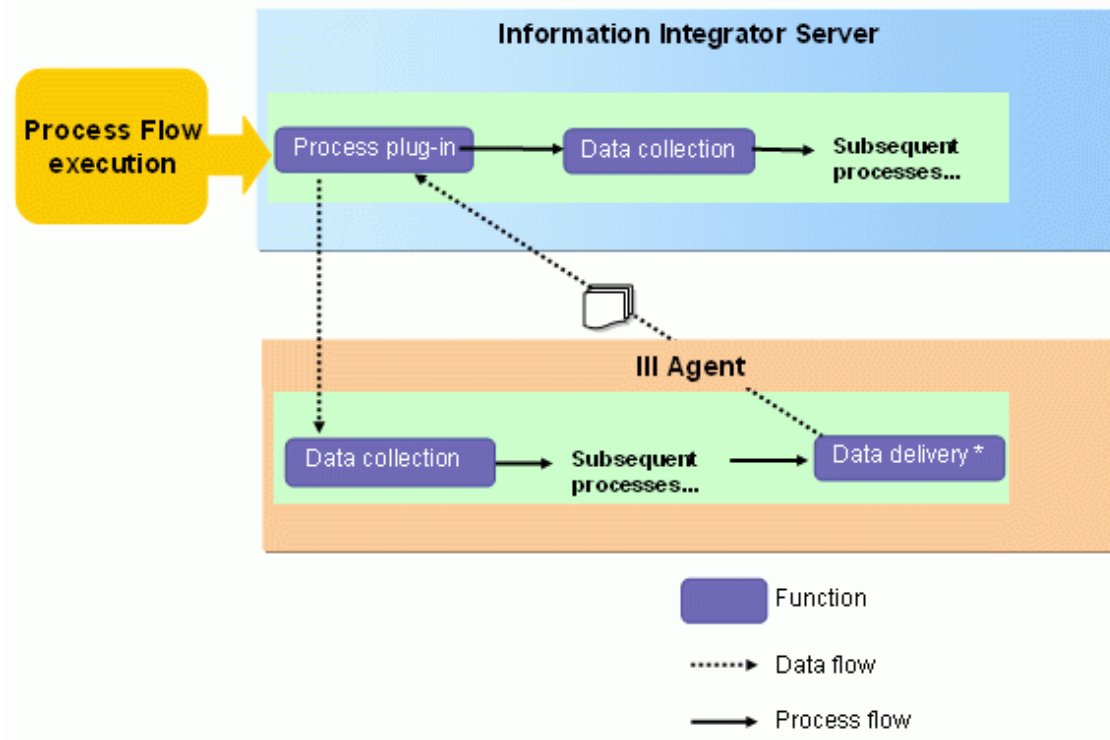 Information Integrator Server
Process Flow
execution
Process plug-in
Data collection
Subsequent
processes...
III Agent
Data collection
Subsequent
processes...
Data delivery *
Function
Data flow
Process flow